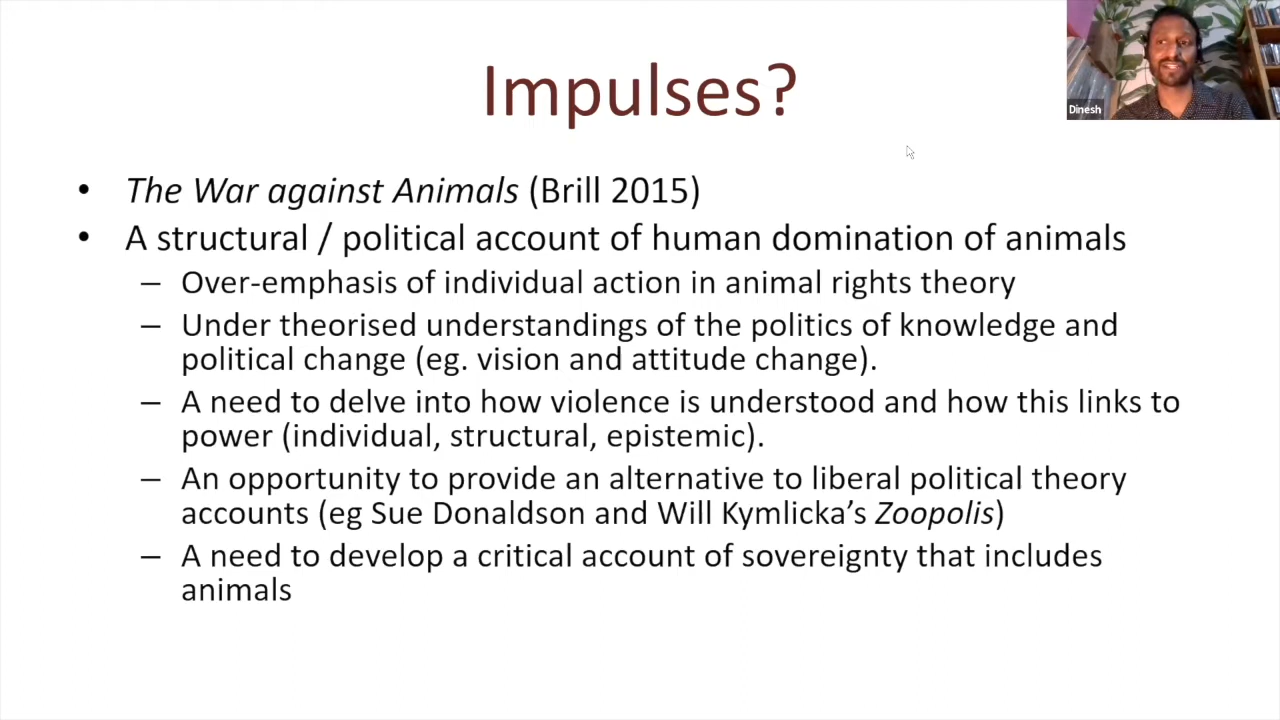 Impulses?
Dinesh
• The War against Animals (Brill 2015)
• A structural / political account of human domination of animals
– Over-emphasis of individual action in animal rights theory
– Under theorised understandings of the politics of knowledge and
political change (eg. vision and attitude change).
– A need to delve into how violence is understood and how this links to
power (individual, structural, epistemic).
– An opportunity to provide an alternative to liberal political theory
accounts (eg Sue Donaldson and Will Kymlicka’s Zoopolis)
– A need to develop a critical account of sovereignty that includes
animals